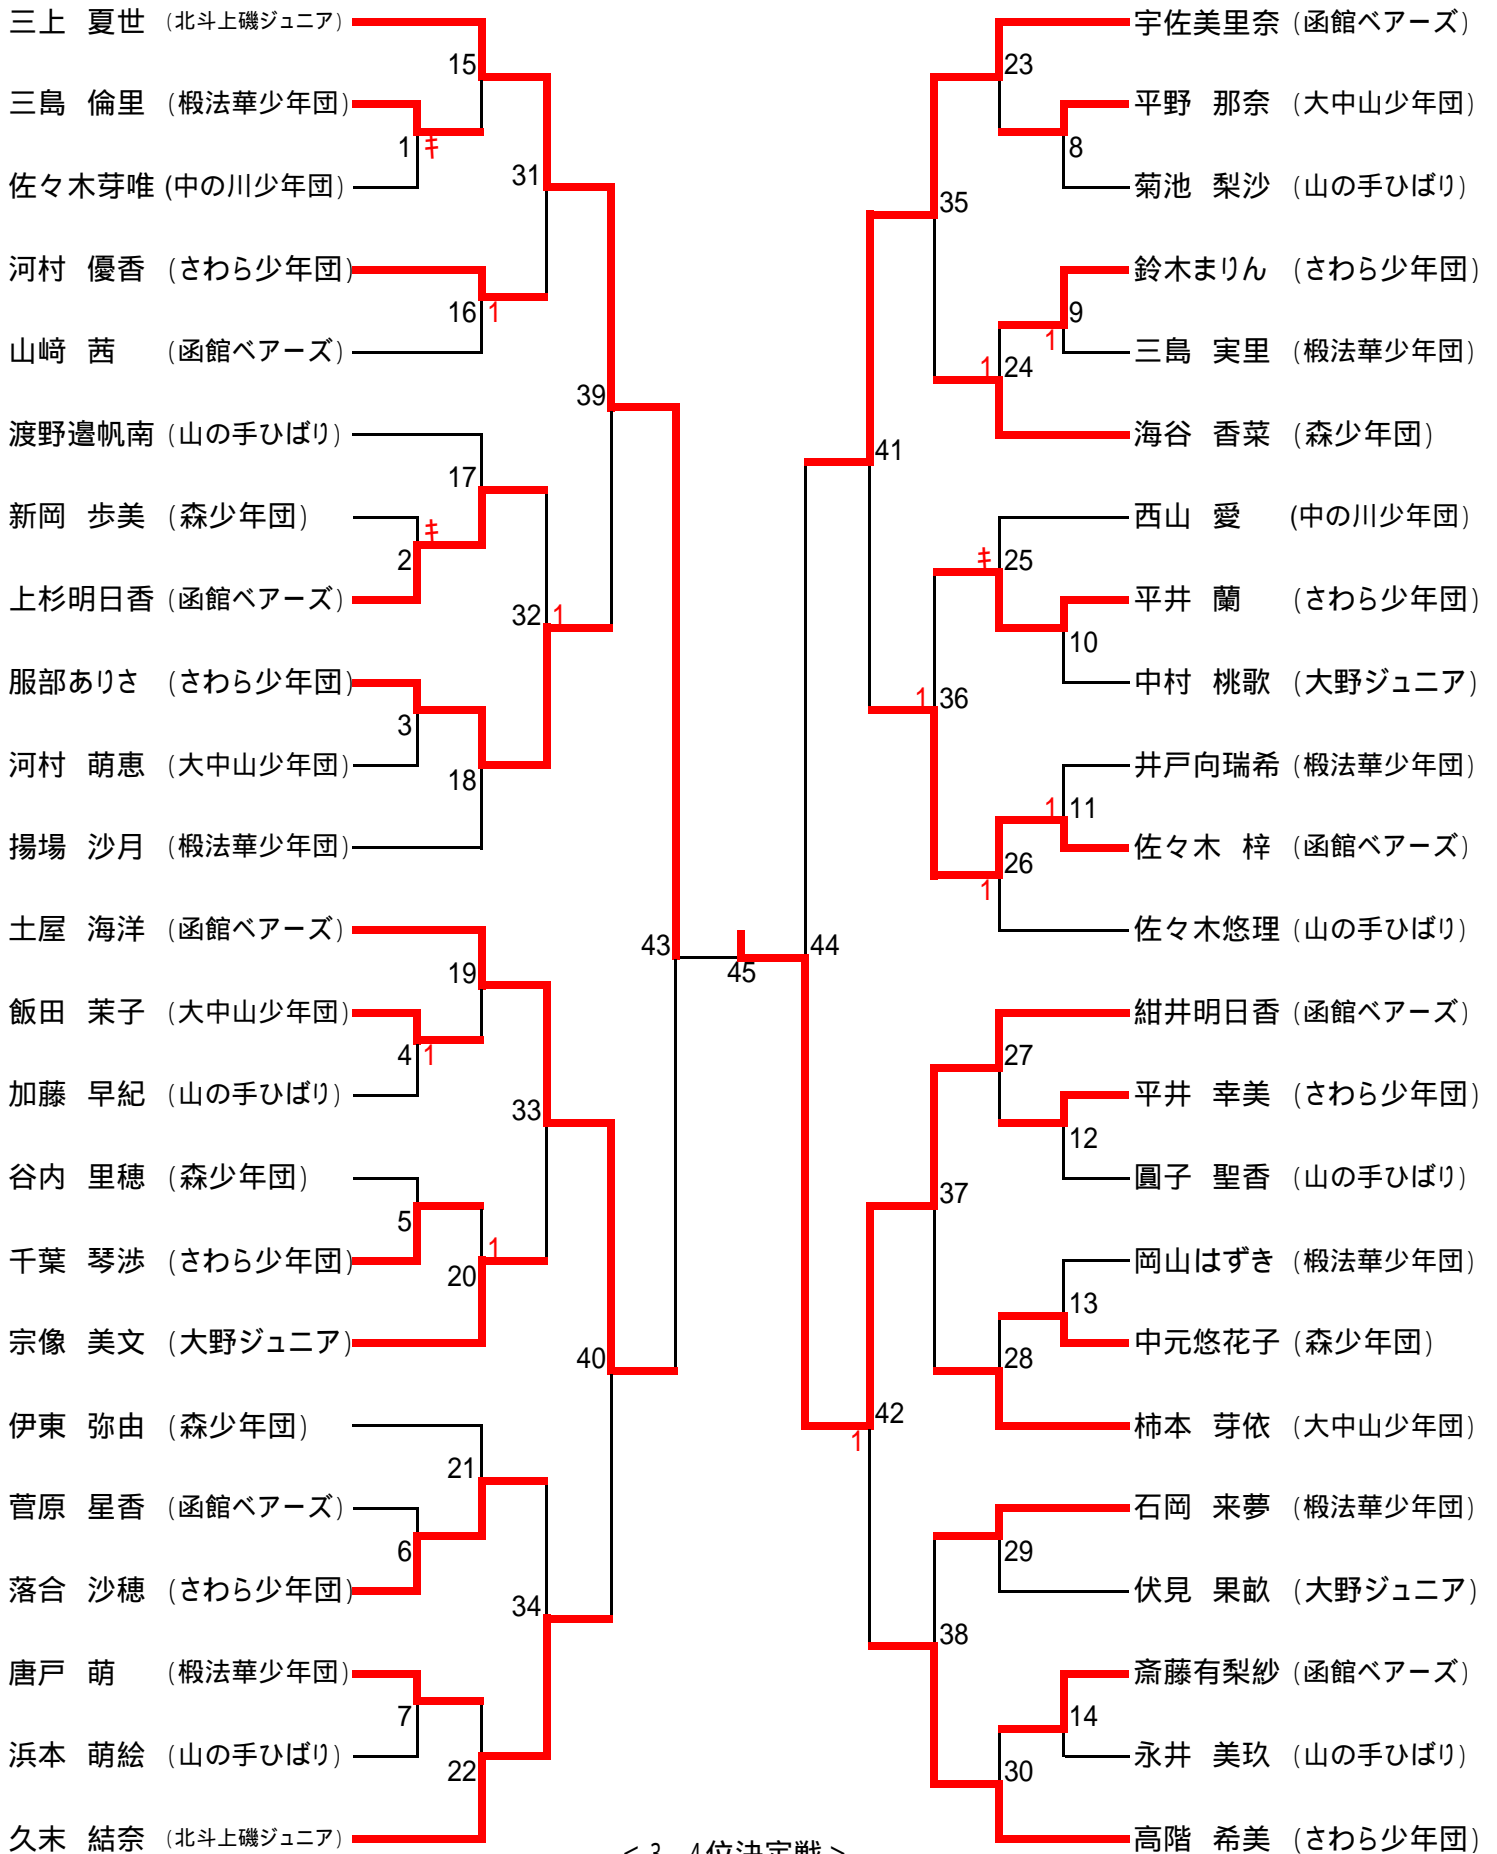 三上 夏世 (北斗上磯ジュニア)
三島 倫里 (椴法華少年団)
佐々木芽唯 (中の川少年団)
河村 優香 (さわら少年団)
山﨑 茜 (函館ベアーズ)
渡野邉帆南 (山の手ひばり)
新岡 歩美 (森少年団)
上杉明日香 (函館ベアーズ)
服部ありさ (さわら少年団)
河村 萌恵 (大中山少年団)
揚場 沙月 (椴法華少年団)
土屋 海洋 (函館ベアーズ)
飯田 茉子 (大中山少年団)
加藤 早紀 (山の手ひばり)
谷内 里穂 (森少年団)
千葉 琴渉 (さわら少年団)
宗像 美文 (大野ジュニア)
伊東 弥由 (森少年団)
菅原 星香 (函館ベアーズ)
落合 沙穂 (さわら少年団)
唐戸 萌 (椴法華少年団)
浜本 萌絵 (山の手ひばり)
久末 結奈 (北斗上磯ジュニア)
1 キ
2 キ
3
4 1
5
6
7
15
16 1
17
18
19
20 1
21
22
31
32 1
33
34
39
40
43
45
44
41
42 1
35
36 1
37
38
23
24 1
25 キ
26 1
27
28
29
30
8
9 1
10
11 1
12
13
14
宇佐美里奈 (函館ベアーズ)
平野 那奈 (大中山少年団)
菊池 梨沙 (山の手ひばり)
鈴木まりん (さわら少年団)
三島 実里 (椴法華少年団)
海谷 香菜 (森少年団)
西山 愛 (中の川少年団)
平井 蘭 (さわら少年団)
中村 桃歌 (大野ジュニア)
井戸向瑞希 (椴法華少年団)
佐々木 梓 (函館ベアーズ)
佐々木悠理 (山の手ひばり)
紺井明日香 (函館ベアーズ)
平井 幸美 (さわら少年団)
圓子 聖香 (山の手ひばり)
岡山はずき (椴法華少年団)
中元悠花子 (森少年団)
柿本 芽依 (大中山少年団)
石岡 来夢 (椴法華少年団)
伏見 果畝 (大野ジュニア)
斎藤有梨紗 (函館ベアーズ)
永井 美玖 (山の手ひばり)
高階 希美 (さわら少年団)